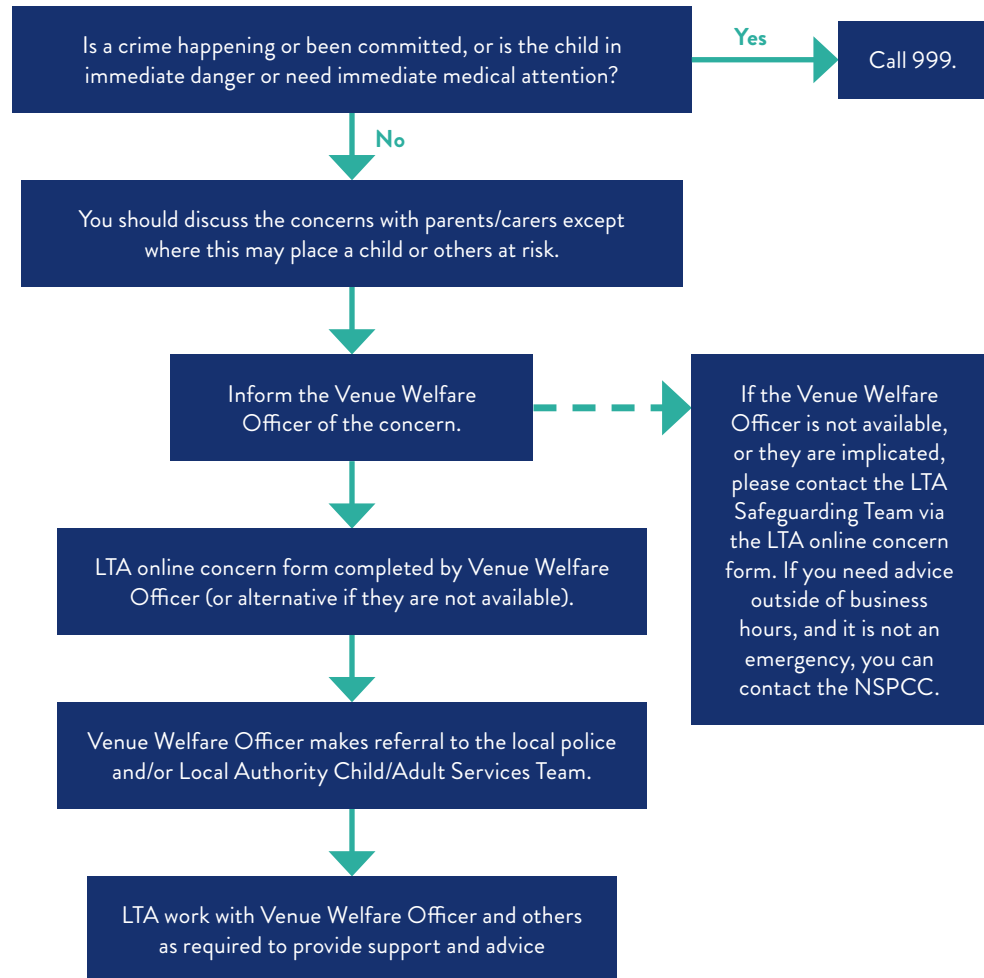 Is a crime happening or been committed, or is the child in
immediate danger or need immediate medical attention?
Yes
Call 999.
No
You should discuss the concerns with parents/carers except
where this may place a child or others at risk.
Inform the Venue Welfare
Officer of the concern.
If the Venue Welfare
Officer is not available,
or they are implicated,
please contact the LTA
Safeguarding Team via
the LTA online concern
form. If you need advice
outside of business
hours, and it is not an
emergency, you can
contact the NSPCC.
LTA online concern form completed by Venue Welfare
Officer (or alternative if they are not available).
Venue Welfare Officer makes referral to the local police
and/or Local Authority Child/Adult Services Team.
LTA work with Venue Welfare Officer and others
as required to provide support and advice